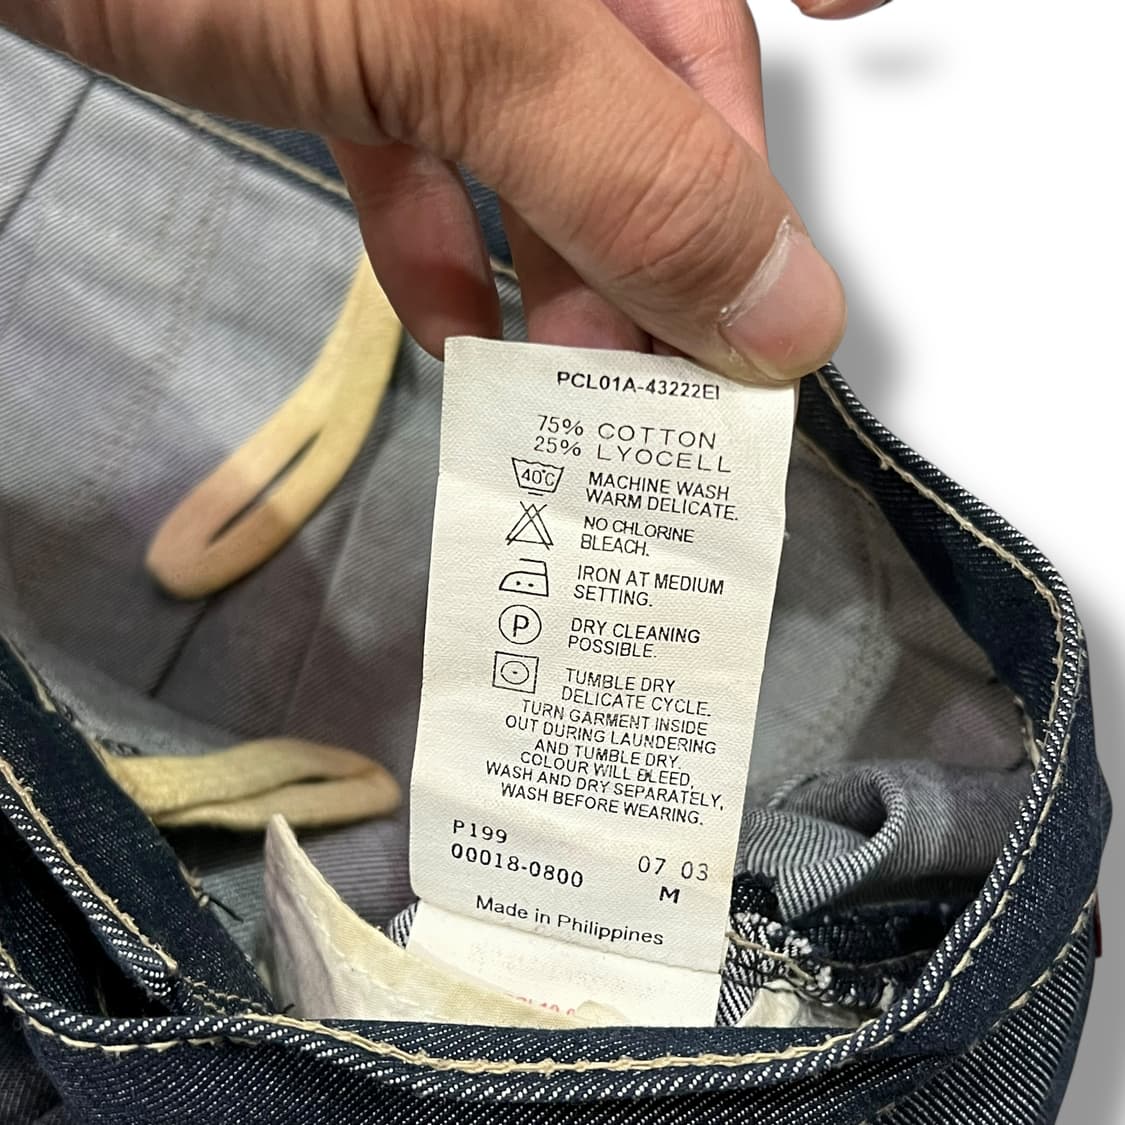 PCL01A-43222EI
75% COTTON
25% LYOCELL
40°C
MACHINE WASH
WARM DELICATE.
NO CHLORINE
BLEACH.
IRON AT MEDIUM
SETTING.
P
DRY CLEANING
POSSIBLE.
TUMBLE DRY
DELICATE CYCLE.
TURN GARMENT INSIDE
OUT DURING LAUNDERING
AND TUMBLE DRY.
COLOUR WILL BLEED,
WASH AND DRY SEPARATELY,
WASH BEFORE WEARING.
P199
00018-0800
07 03
M
Made in Philippines